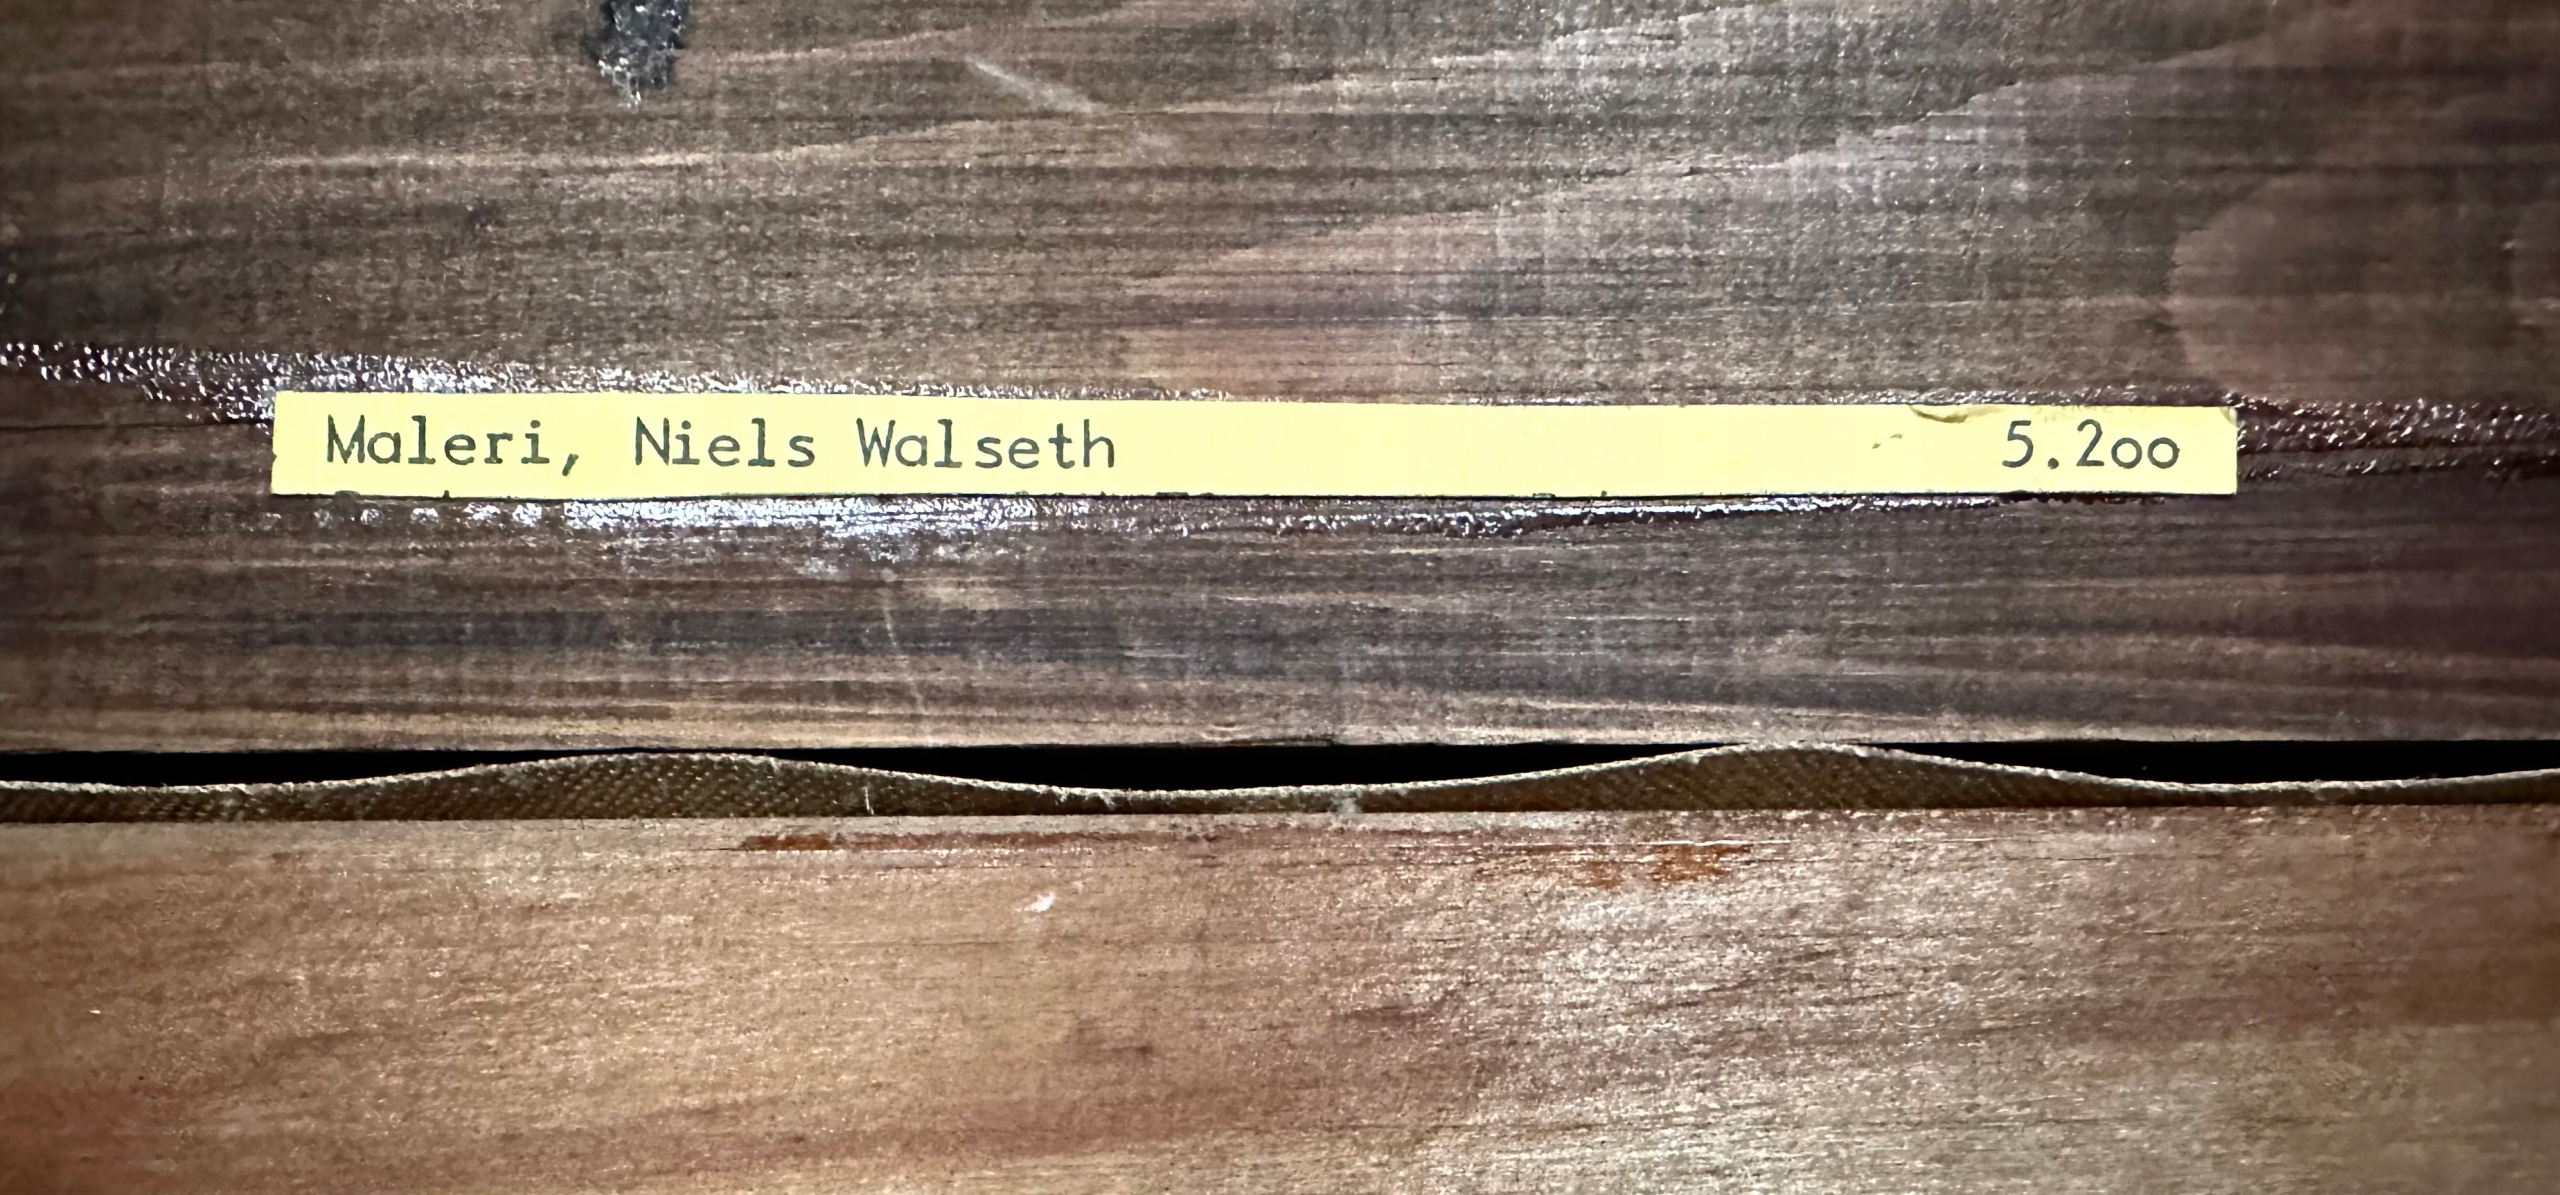 Maleri, Niels Walseth 5.2oo